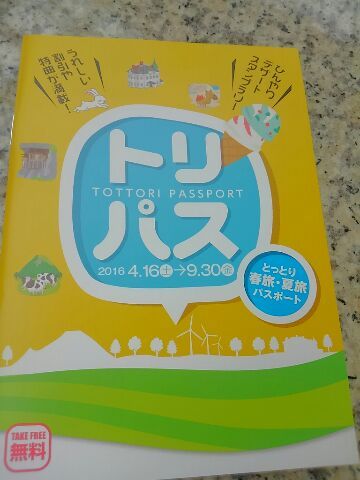 うれしい
割引や
特典が満載!
ひんやり
デザート
スタンプラリー
トリ
TOTTORI PASSPORT
パス
2016 4.16土→9.30金
とっとり
春旅・夏旅
パスポート
TAKE FREE
無料